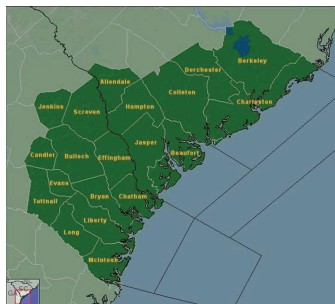 Berkeley
Dorchester
Allendale
Colleton
Charleston
Jenkins
Screven
Hampton
Jasper
Beaufort
Candler
Bulloch
Effingham
Evans
Tattnall
Bryan
Chatham
Liberty
Long
McIntosh